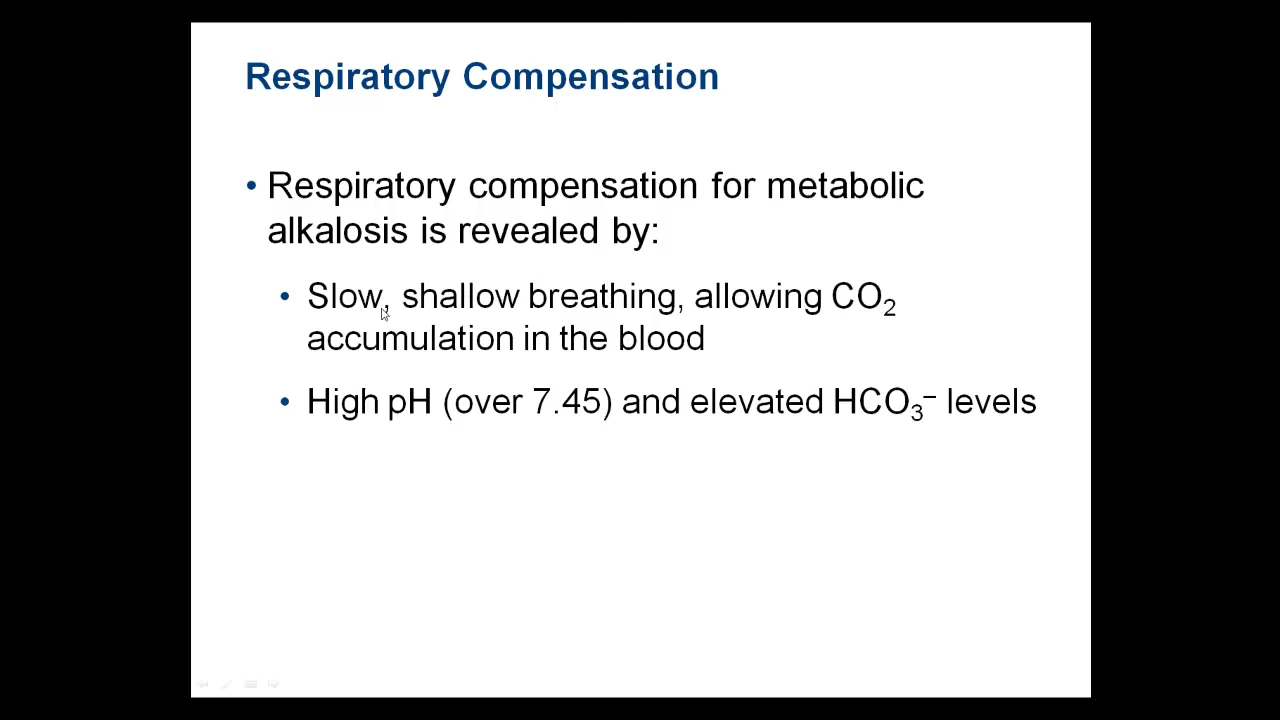 Respiratory Compensation
• Respiratory compensation for metabolic
alkalosis is revealed by:
• Slow, shallow breathing, allowing CO₂
accumulation in the blood
• High pH (over 7.45) and elevated HCO₃⁻ levels